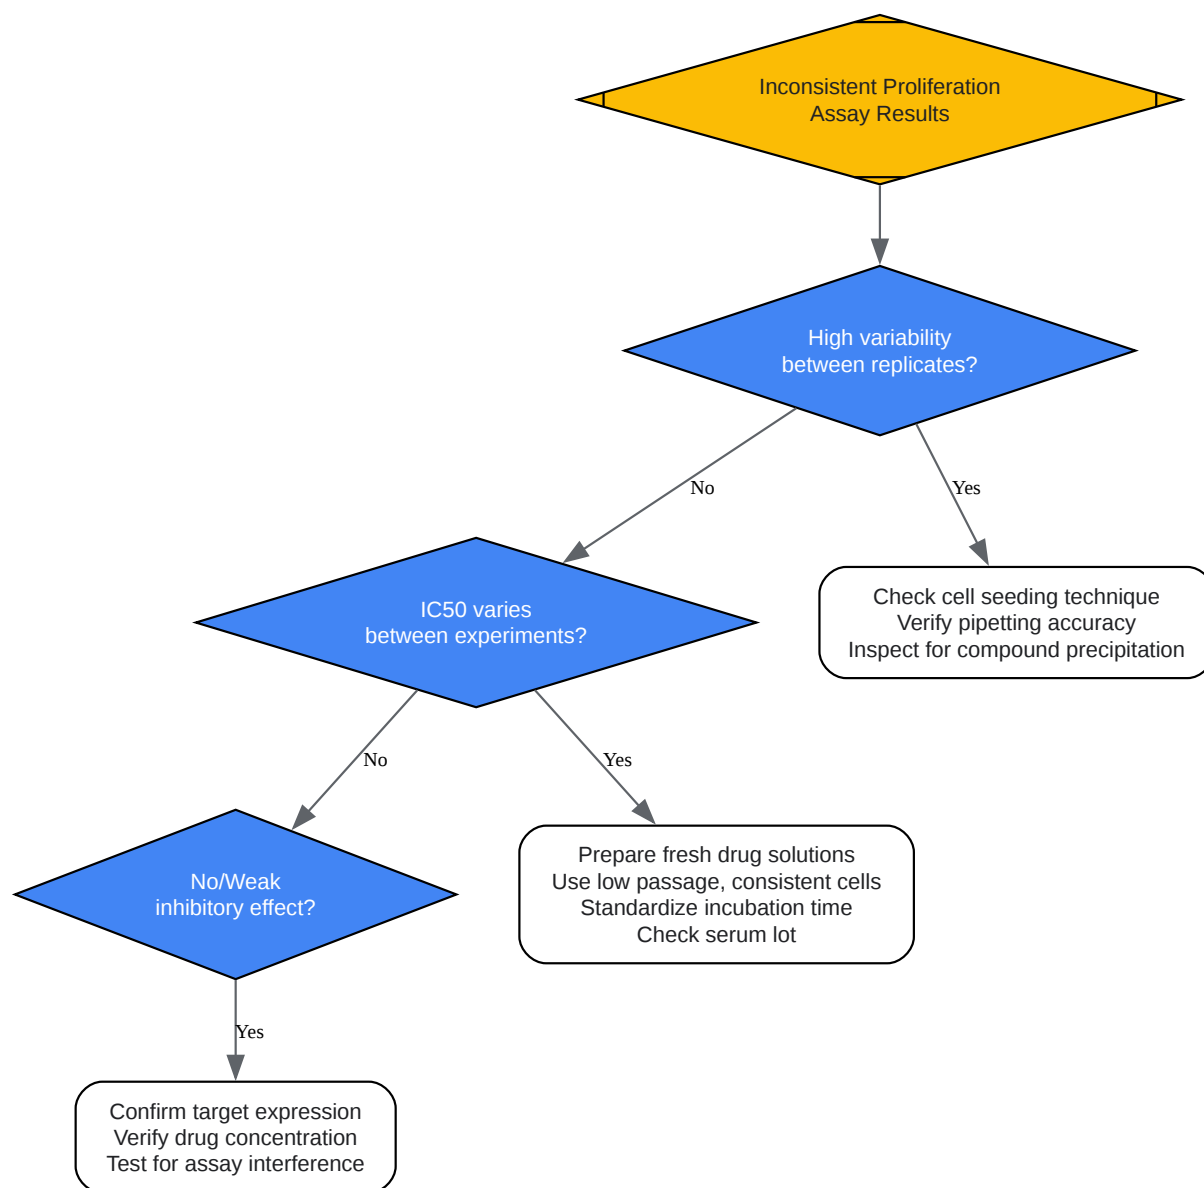 Inconsistent Proliferation
Assay Results
High variability
between replicates?
No
Yes
IC50 varies
between experiments?
Check cell seeding technique
Verify pipetting accuracy
Inspect for compound precipitation
No
Yes
No/Weak
inhibitory effect?
Prepare fresh drug solutions
Use low passage, consistent cells
Standardize incubation time
Check serum lot
Yes
Confirm target expression
Verify drug concentration
Test for assay interference